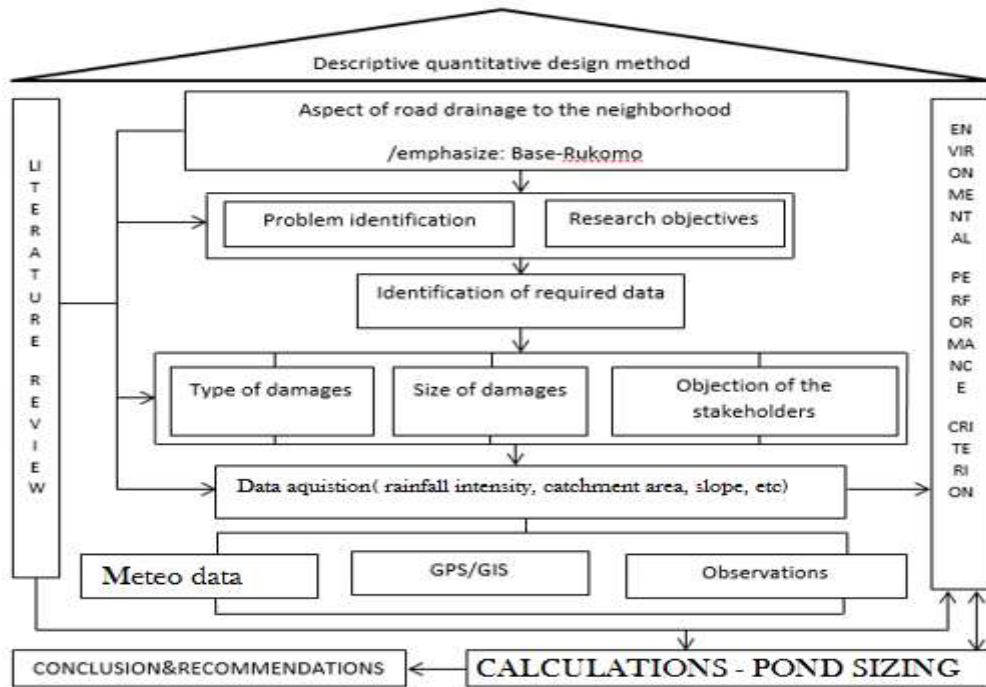 Descriptive quantitative design method
LITERATURE REVIEW
Aspect of road drainage to the neighborhood
/emphasize: Base-Rukomo
EN
VIR
ON
ME
NT
AL
PE
RF
OR
MA
NC
E
CRI
TE
RI
ON
Problem identification
Research objectives
Identification of required data
Type of damages
Size of damages
Objection of the
stakeholders
Data aquistion( rainfall intensity, catchment area, slope, etc)
Meteo data
GPS/GIS
Observations
CONCLUSION&RECOMMENDATIONS
CALCULATIONS - POND SIZING